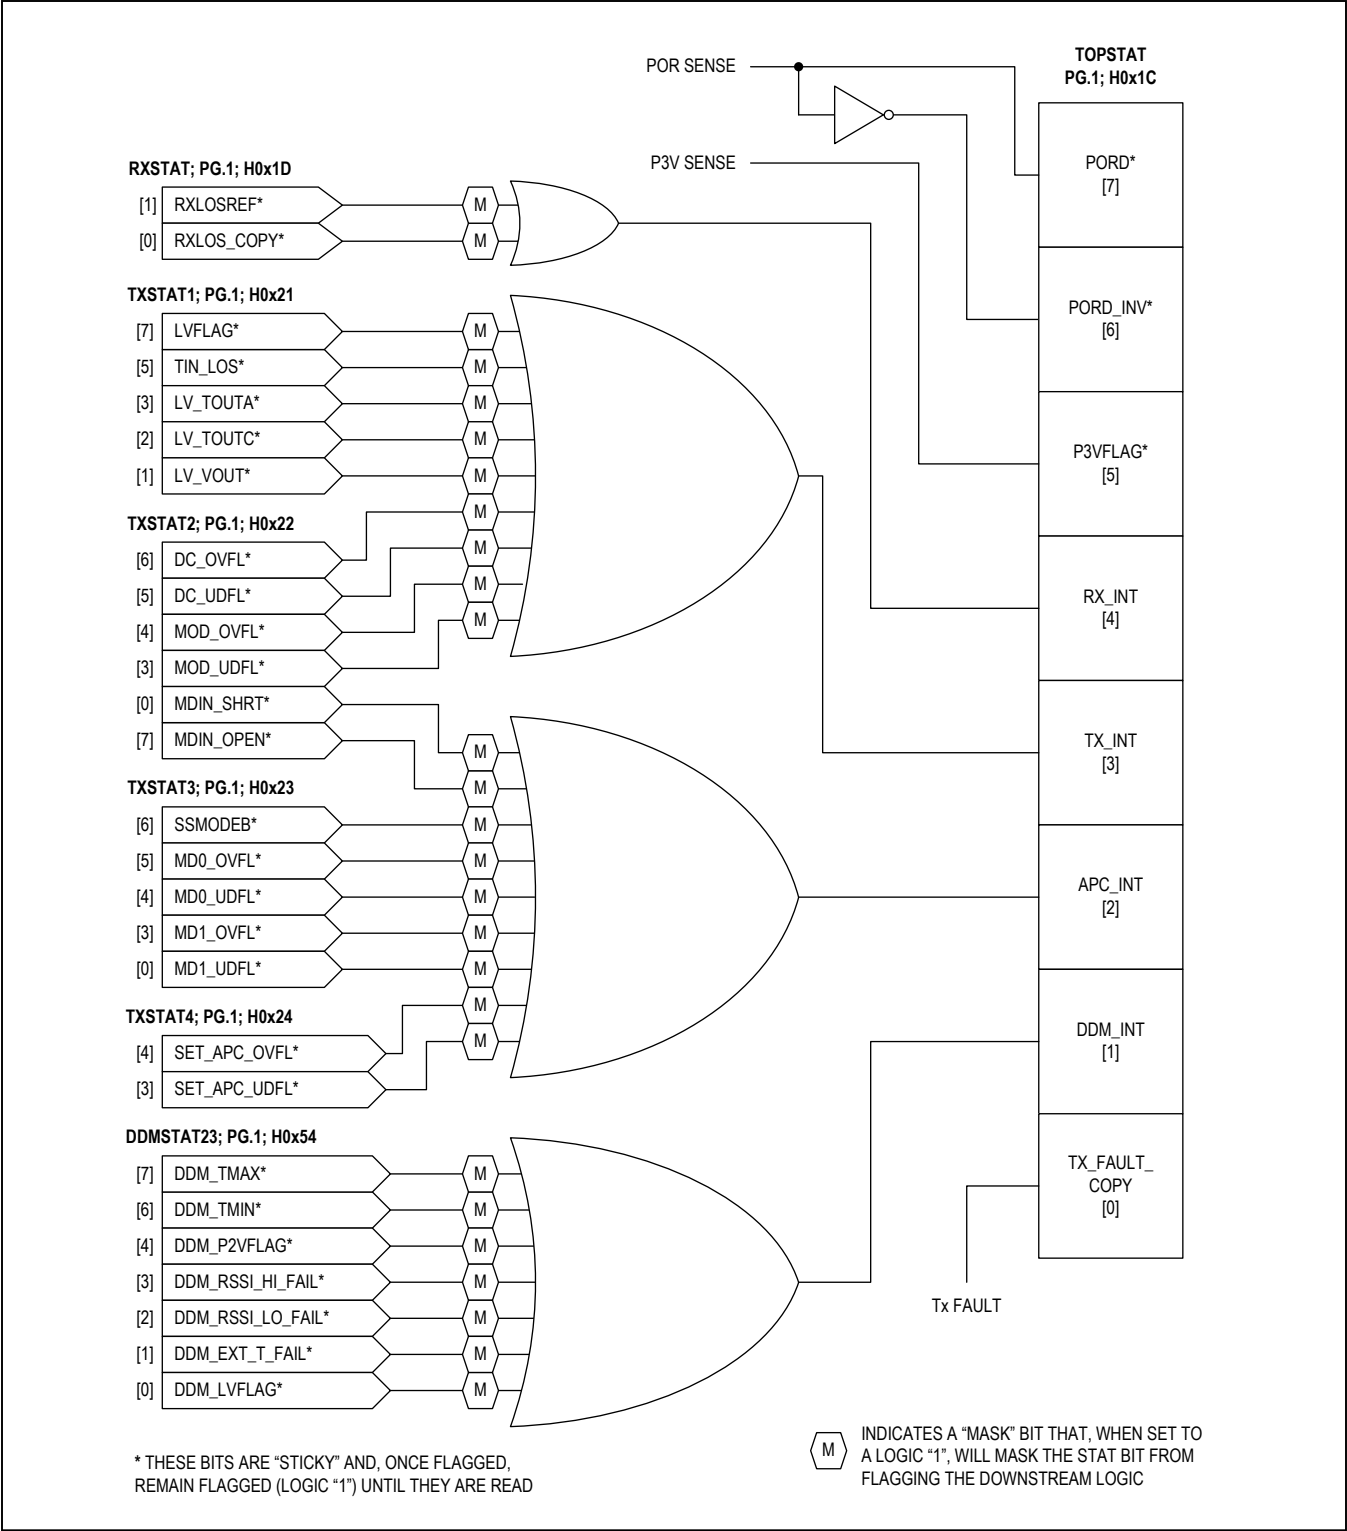 POR SENSE
P3V SENSE
TOPSTAT
PG.1; H0x1C
PORD*
[7]
PORD_INV*
[6]
P3VFLAG*
[5]
RX_INT
[4]
TX_INT
[3]
APC_INT
[2]
DDM_INT
[1]
TX_FAULT_
COPY
[0]
Tx FAULT
RXSTAT; PG.1; H0x1D
[1] RXLOSREF* M
[0] RXLOS_COPY* M
TXSTAT1; PG.1; H0x21
[7] LVFLAG* M
[5] TIN_LOS* M
[3] LV_TOUTA* M
[2] LV_TOUTC* M
[1] LV_VOUT* M
TXSTAT2; PG.1; H0x22
[6] DC_OVFL* M
[5] DC_UDFL* M
[4] MOD_OVFL* M
[3] MOD_UDFL* M
[0] MDIN_SHRT* M
[7] MDIN_OPEN* M
TXSTAT3; PG.1; H0x23
[6] SSMODEB* M
[5] MD0_OVFL* M
[4] MD0_UDFL* M
[3] MD1_OVFL* M
[0] MD1_UDFL* M
TXSTAT4; PG.1; H0x24
[4] SET_APC_OVFL* M
[3] SET_APC_UDFL* M
DDMSTAT23; PG.1; H0x54
[7] DDM_TMAX* M
[6] DDM_TMIN* M
[4] DDM_P2VFLAG* M
[3] DDM_RSSI_HI_FAIL* M
[2] DDM_RSSI_LO_FAIL* M
[1] DDM_EXT_T_FAIL* M
[0] DDM_LVFLAG* M
* THESE BITS ARE “STICKY” AND, ONCE FLAGGED,
REMAIN FLAGGED (LOGIC “1”) UNTIL THEY ARE READ
M
INDICATES A “MASK” BIT THAT, WHEN SET TO
A LOGIC “1”, WILL MASK THE STAT BIT FROM
FLAGGING THE DOWNSTREAM LOGIC